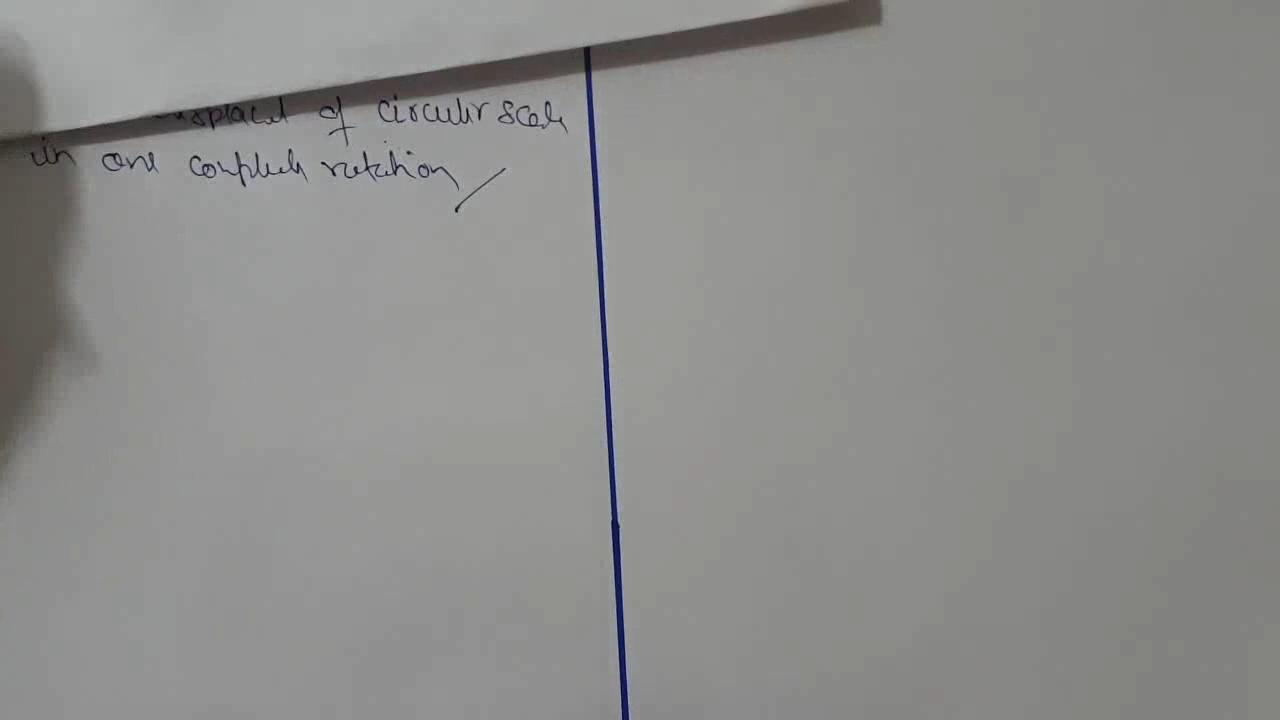 of circular scale
in one complete rotation